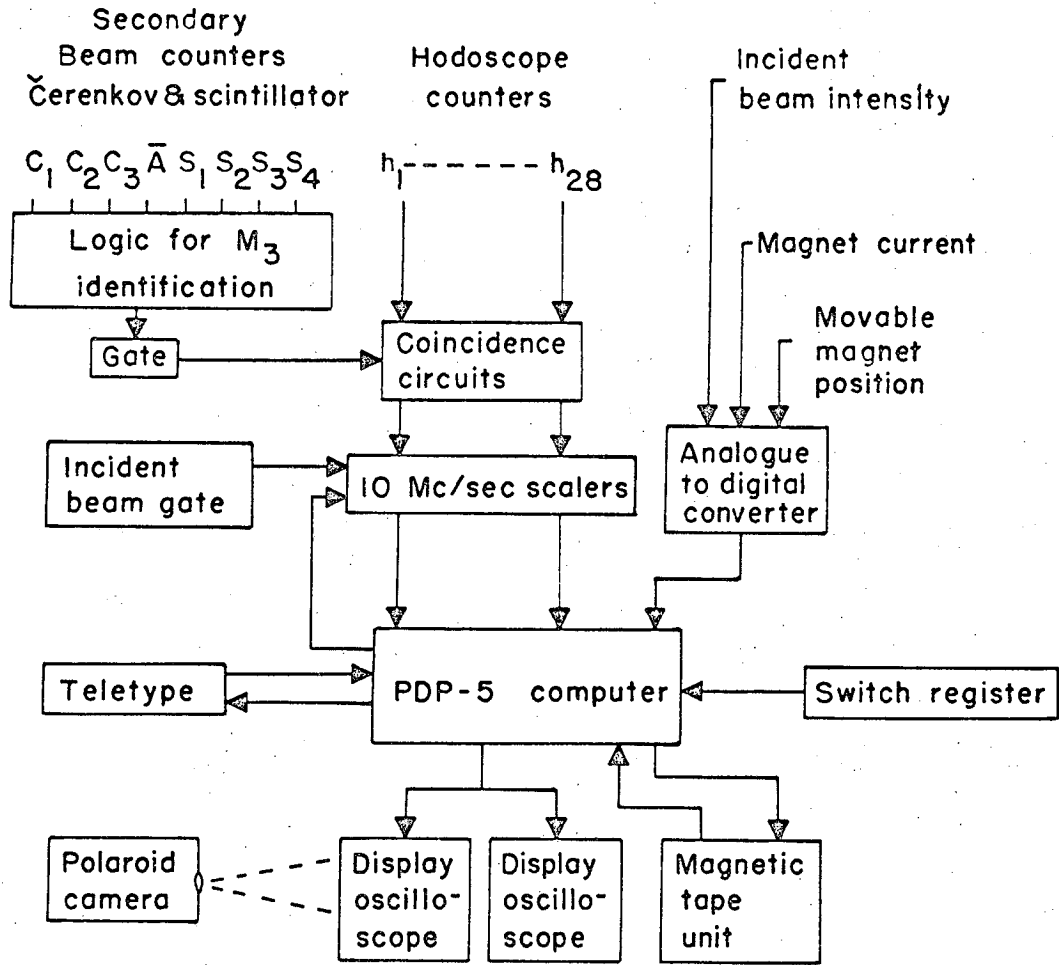 Secondary
Beam counters
Čerenkov & scintillator
Hodoscope
counters
Incident
beam intensity
C1 C2 C3 A̅ S1 S2 S3 S4
h1 ------ h28
Logic for M3
identification
Magnet current
Movable
magnet
position
Gate
Coincidence
circuits
Incident
beam gate
10 Mc/sec scalers
Analogue
to digital
converter
Teletype
PDP-5 computer
Switch register
Polaroid
camera
Display
oscillo-
scope
Display
oscillo-
scope
Magnetic
tape
unit